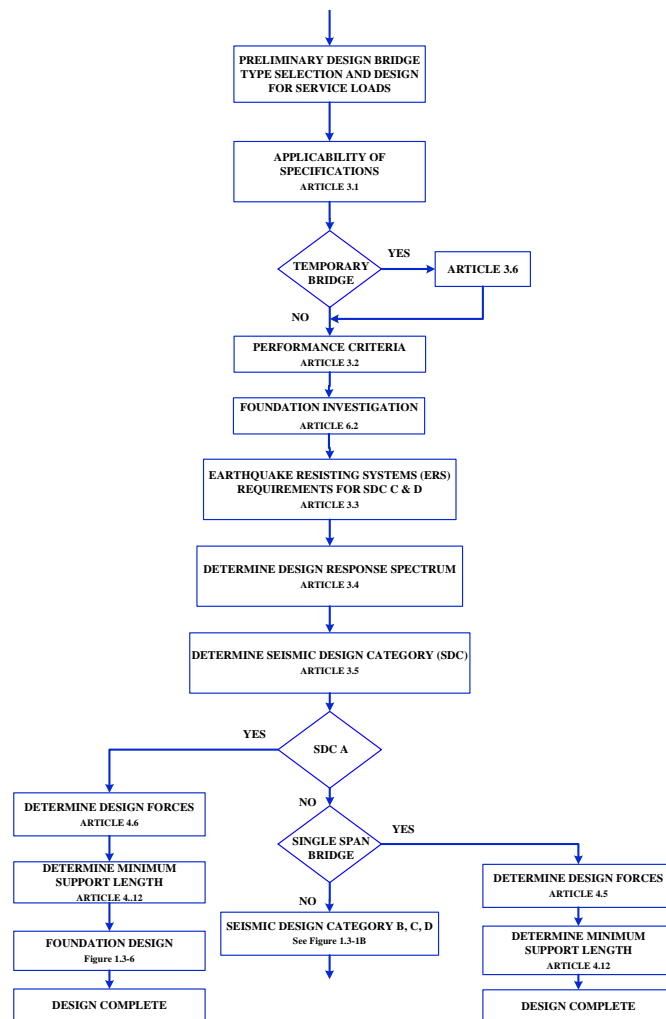 PRELIMINARY DESIGN BRIDGE
TYPE SELECTION AND DESIGN
FOR SERVICE LOADS
APPLICABILITY OF
SPECIFICATIONS
ARTICLE 3.1
TEMPORARY
BRIDGE
YES
ARTICLE 3.6
NO
PERFORMANCE CRITERIA
ARTICLE 3.2
FOUNDATION INVESTIGATION
ARTICLE 6.2
EARTHQUAKE RESISTING SYSTEMS (ERS)
REQUIREMENTS FOR SDC C & D
ARTICLE 3.3
DETERMINE DESIGN RESPONSE SPECTRUM
ARTICLE 3.4
DETERMINE SEISMIC DESIGN CATEGORY (SDC)
ARTICLE 3.5
SDC A
YES
DETERMINE DESIGN FORCES
ARTICLE 4.6
DETERMINE MINIMUM
SUPPORT LENGTH
ARTICLE 4..12
FOUNDATION DESIGN
Figure 1.3-6
DESIGN COMPLETE
NO
SINGLE SPAN
BRIDGE
NO
SEISMIC DESIGN CATEGORY B, C, D
See Figure 1.3-1B
YES
DETERMINE DESIGN FORCES
ARTICLE 4.5
DETERMINE MINIMUM
SUPPORT LENGTH
ARTICLE 4.12
DESIGN COMPLETE